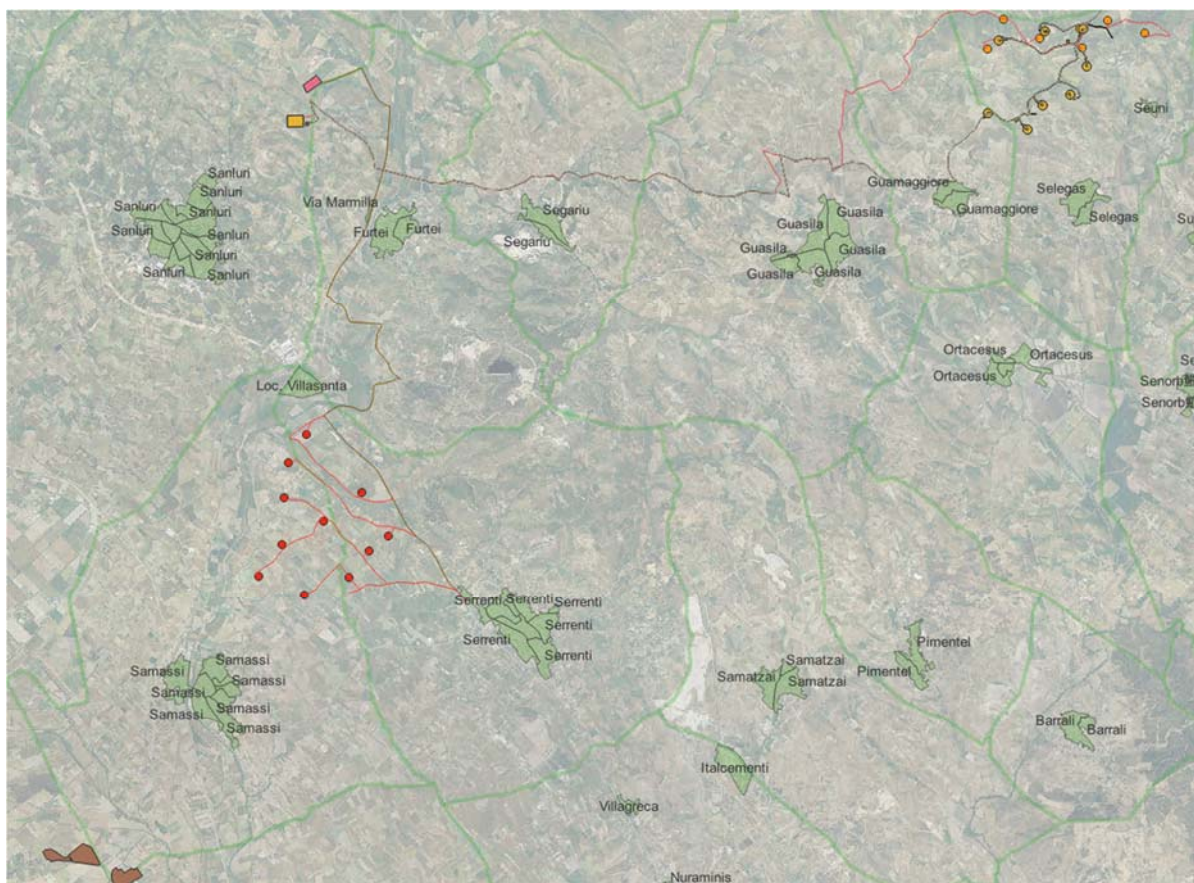 Seuni
Sanluri
Sanluri
Guamaggiore
Selegas
Via Marmilla
Sanluri
Segariu
Guamaggiore
Sanluri
Guasila
Selegas
Guasila
Furtei
Furtei
Sanluri
Sanluri
Segariu
Guasila
Guasila
Sanluri
Sanluri
Sanluri
Guasila
Guasila
Ortacesus
Ortacesus
Ortacesus
Loc. Villasanta
Serrenti
Serrenti
Serrenti
Serrenti
Serrenti
Serrenti
Pimentel
Samassi
Samassi
Samatzai
Pimentel
Samassi
Samatzai
Samatzai
Samassi
Samassi
Samassi
Samassi
Barrali
Barrali
Italcementi
Villagreca
Nuraminis